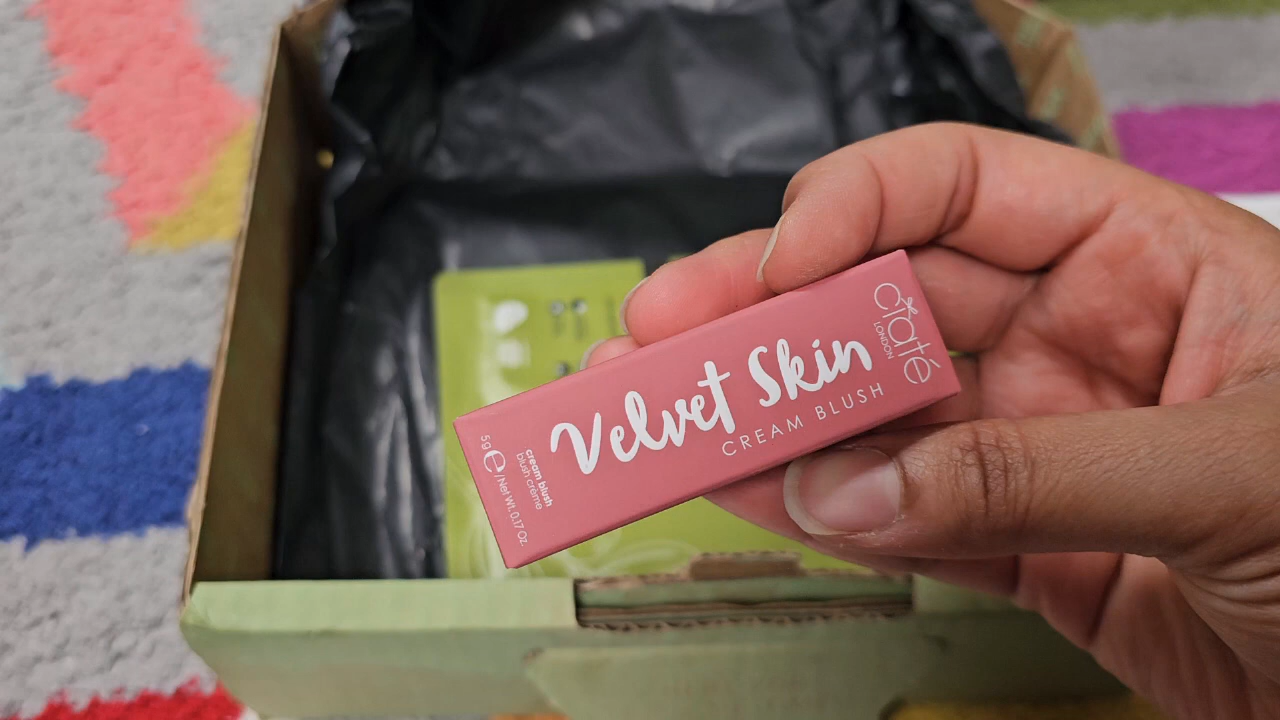 Velvet Skin
CREAM BLUSH
ciaté
LONDON
cream blush
blush crème
5g ℮ / Net Wt. 0.17 Oz.